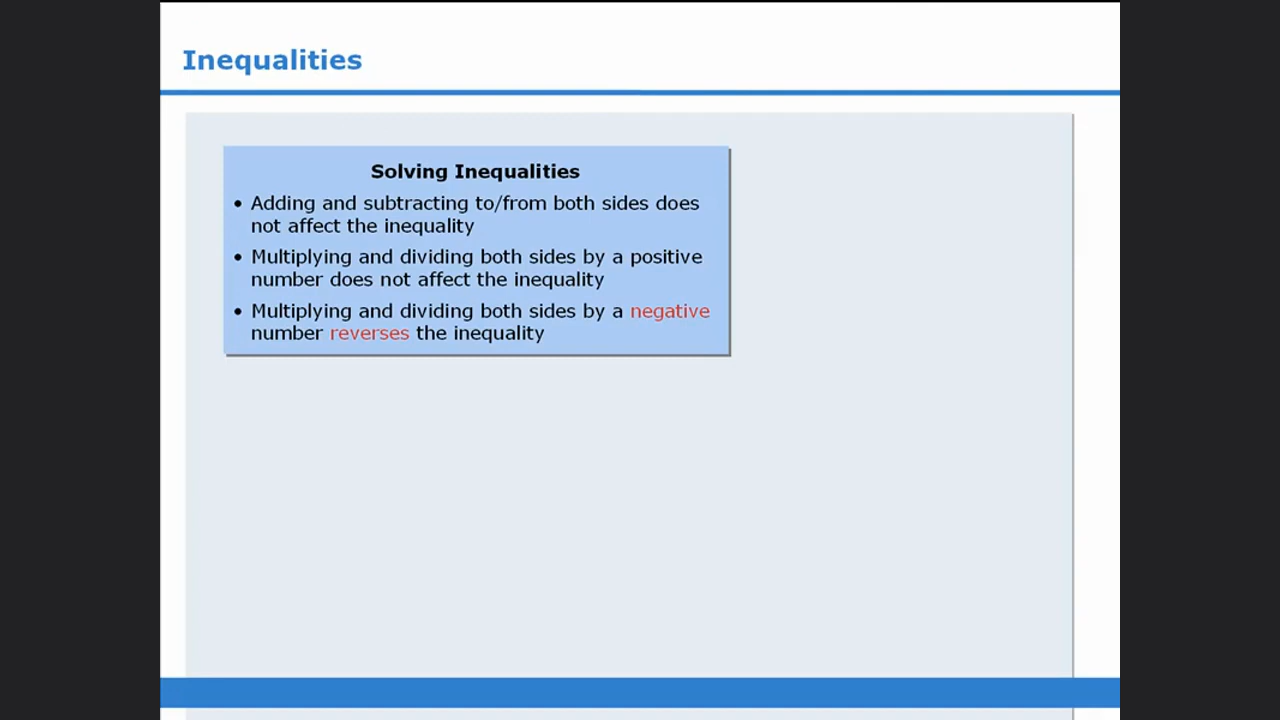 Inequalities
Solving Inequalities
• Adding and subtracting to/from both sides does
not affect the inequality
• Multiplying and dividing both sides by a positive
number does not affect the inequality
• Multiplying and dividing both sides by a negative
number reverses the inequality